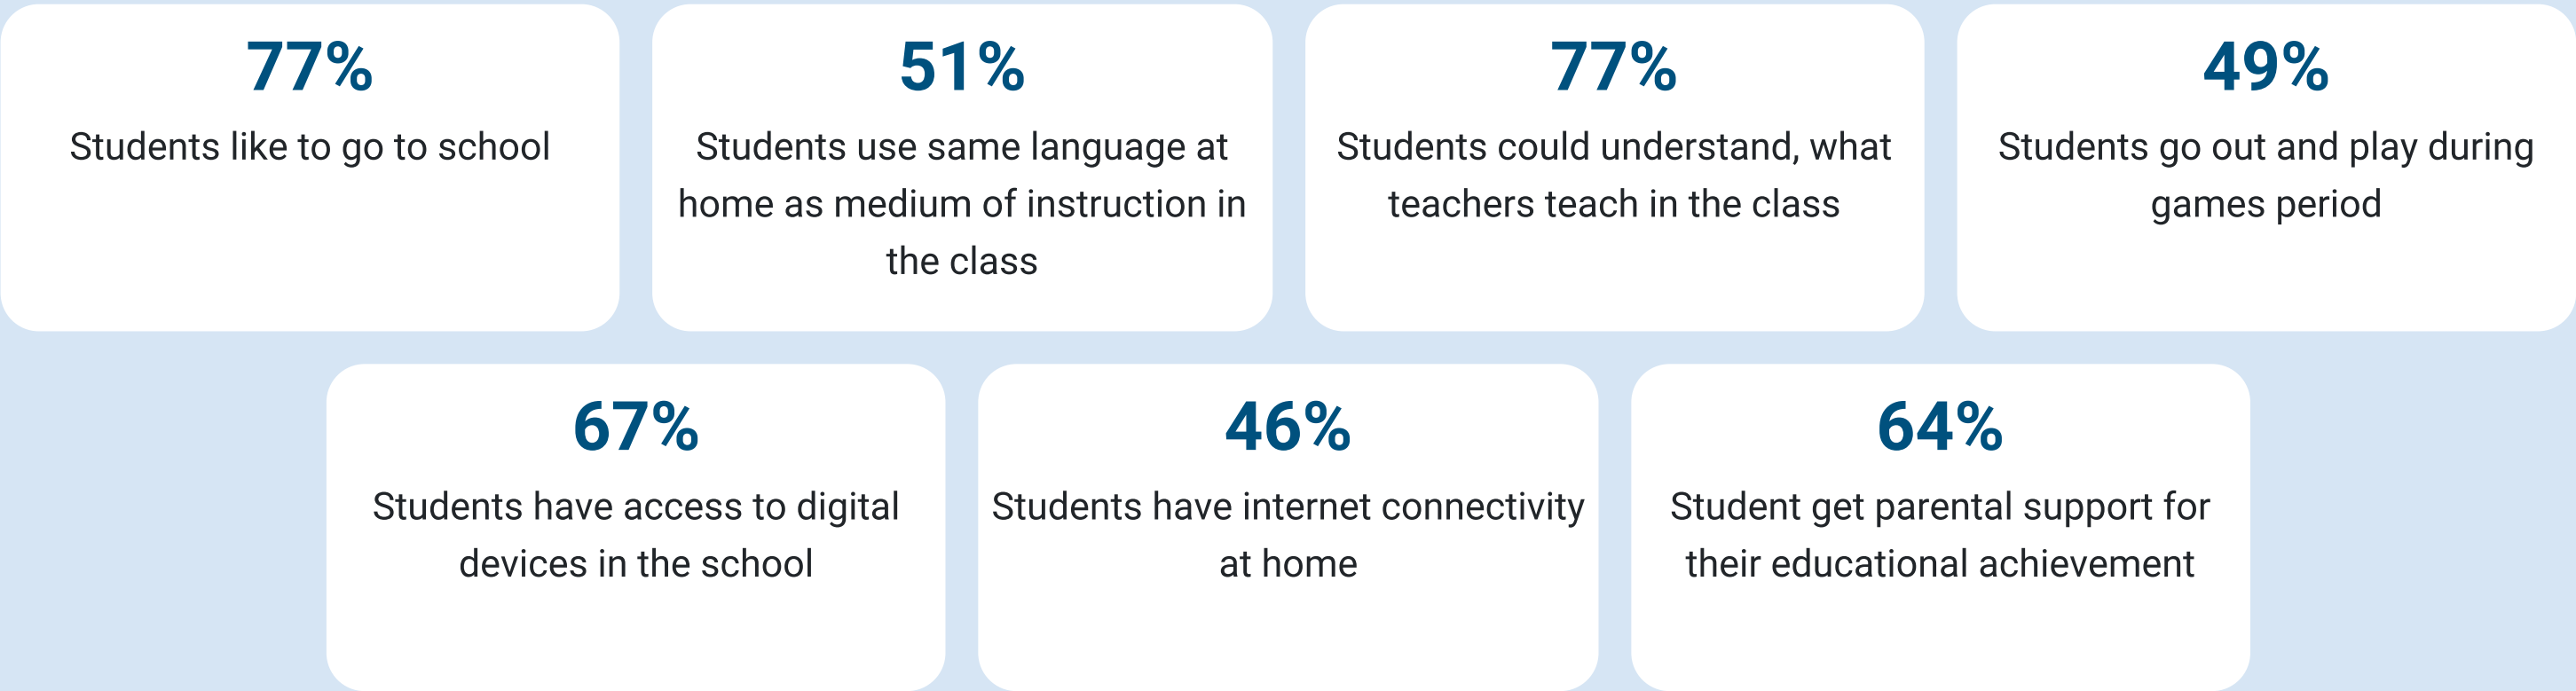 77%
Students like to go to school
51%
Students use same language at
home as medium of instruction in
the class
77%
Students could understand, what
teachers teach in the class
49%
Students go out and play during
games period
67%
Students have access to digital
devices in the school
46%
Students have internet connectivity
at home
64%
Student get parental support for
their educational achievement